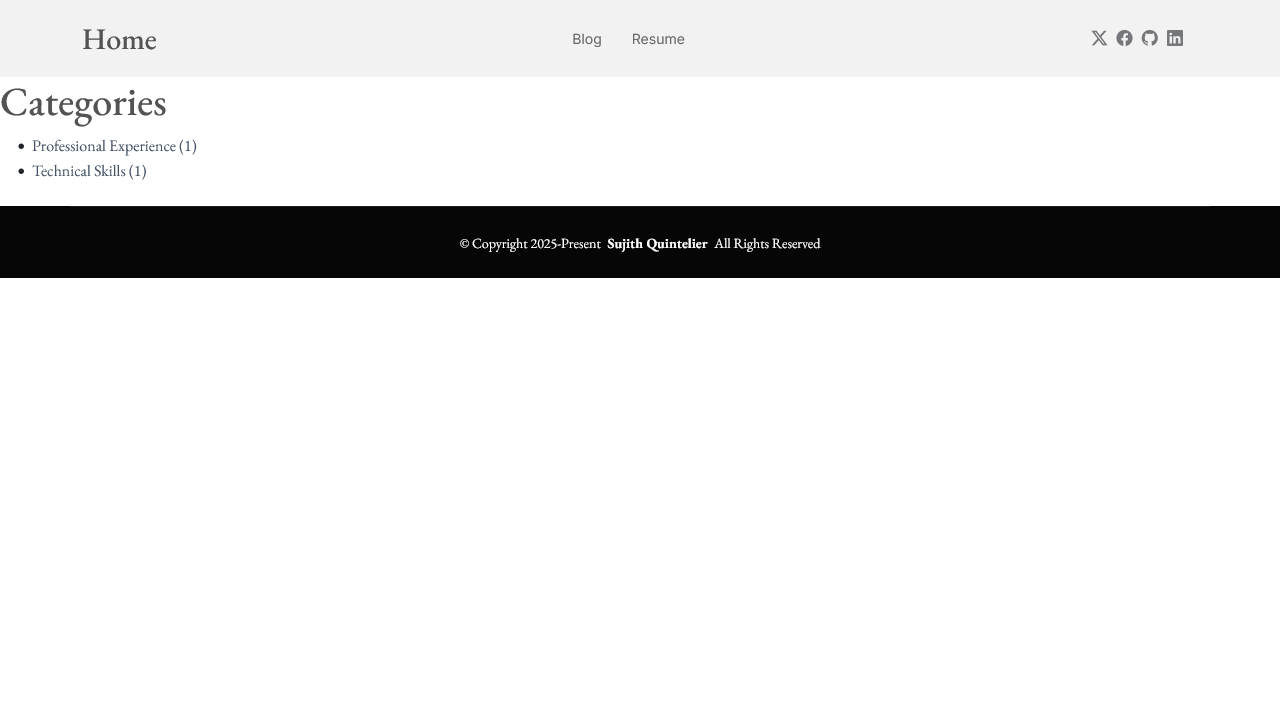 Home
Blog
Resume
Categories
Professional Experience (1)
Technical Skills (1)
© Copyright 2025-Present Sujith Quintelier All Rights Reserved